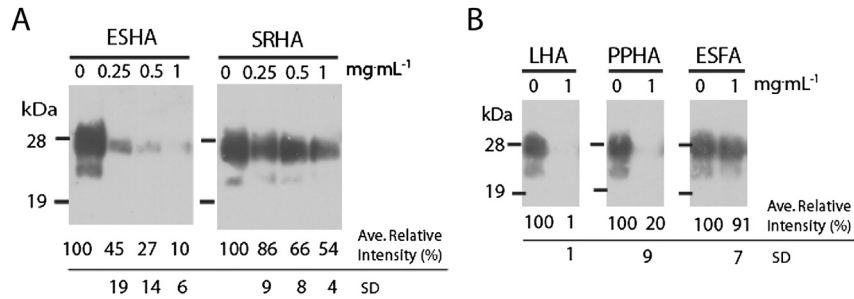 A
ESHA SRHA
0 0.25 0.5 1 0 0.25 0.5 1 mg·mL-1
kDa
28
19
100 45 27 10 100 86 66 54 Ave. Relative Intensity (%)
19 14 6 9 8 4 SD
B
LHA PPHA ESFA
0 1 0 1 0 1 mg·mL-1
kDa
28
19
100 1 100 20 100 91 Ave. Relative Intensity (%)
1 9 7 SD